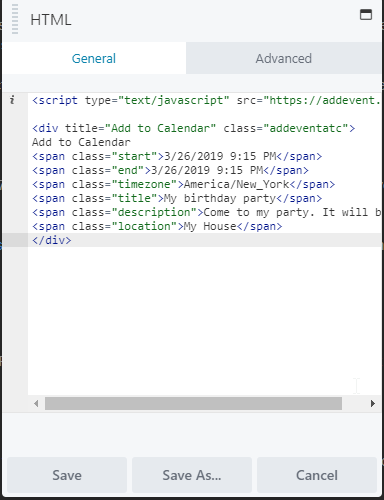 HTML
General
Advanced
i
<script type="text/javascript" src="https://addevent.
<div title="Add to Calendar" class="addeventatc">
Add to Calendar
<span class="start">3/26/2019 9:15 PM</span>
<span class="end">3/26/2019 9:15 PM</span>
<span class="timezone">America/New_York</span>
<span class="title">My birthday party</span>
<span class="description">Come to my party. It will b
<span class="location">My House</span>
</div>
Save
Save As...
Cancel